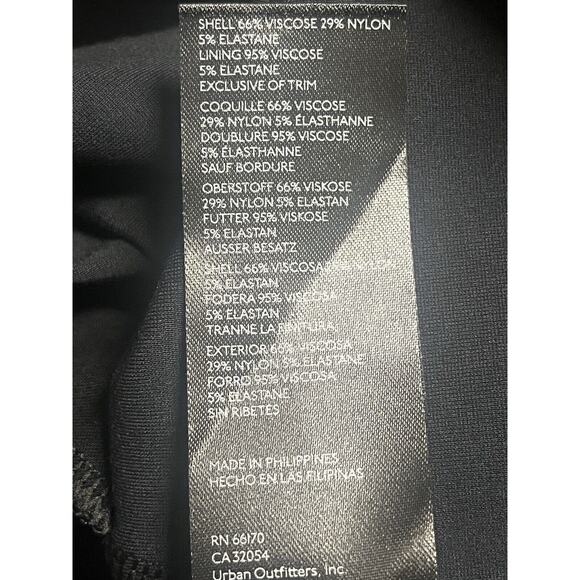 SHELL 66% VISCOSE 29% NYLON
5% ELASTANE
LINING 95% VISCOSE
5% ELASTANE
EXCLUSIVE OF TRIM
COQUILLE 66% VISCOSE
29% NYLON 5% ÉLASTHANNE
DOUBLURE 95% VISCOSE
5% ÉLASTHANNE
SAUF BORDURE
OBERSTOFF 66% VISKOSE
29% NYLON 5% ELASTAN
FUTTER 95% VISKOSE
5% ELASTAN
AUSSER BESATZ
SHELL 66% VISCOSA
5% ELASTAN
FODERA 95% VISCOSA
5% ELASTAN
TRANNE LA FINITURA
EXTERIOR 66% VISCOSA
29% NYLON 5% ELASTANE
FORRO 95% VISCOSA
5% ELASTANE
SIN RIBETES
MADE IN PHILIPPINES
HECHO EN LAS FILIPINAS
RN 66170
CA 32054
Urban Outfitters, Inc.